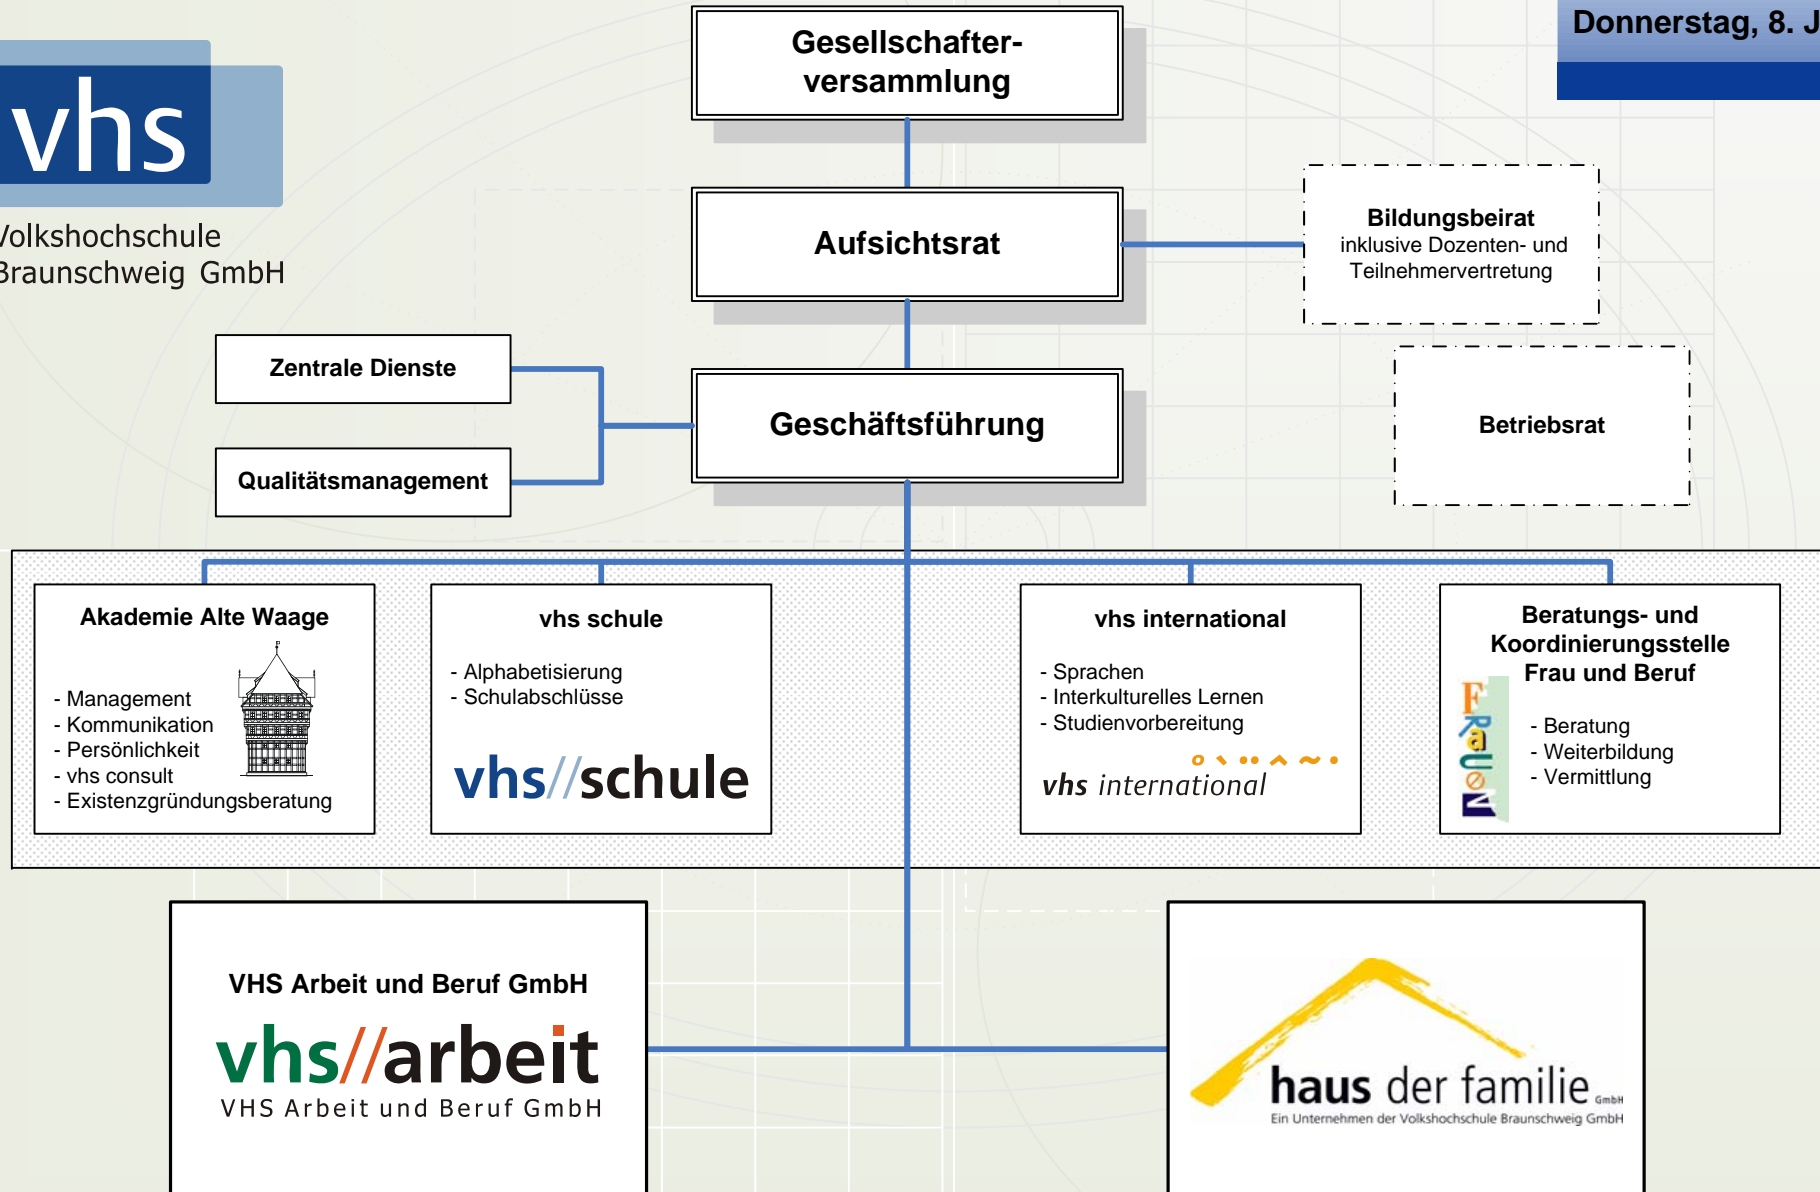 Gesellschafter-
versammlung
Donnerstag, 8. J
vhs
Volkshochschule
Braunschweig GmbH
Aufsichtsrat
Bildungsbeirat
inklusive Dozenten- und
Teilnehmervertretung
Zentrale Dienste
Geschäftsführung
Betriebsrat
Qualitätsmanagement
Akademie Alte Waage
- Management
- Kommunikation
- Persönlichkeit
- vhs consult
- Existenzgründungsberatung
vhs schule
- Alphabetisierung
- Schulabschlüsse
vhs//schule
vhs international
- Sprachen
- Interkulturelles Lernen
- Studienvorbereitung
vhs international
Beratungs- und
Koordinierungsstelle
Frau und Beruf
FRaUeN
- Beratung
- Weiterbildung
- Vermittlung
VHS Arbeit und Beruf GmbH
vhs//arbeit
VHS Arbeit und Beruf GmbH
haus der familie GmbH
Ein Unternehmen der Volkshochschule Braunschweig GmbH